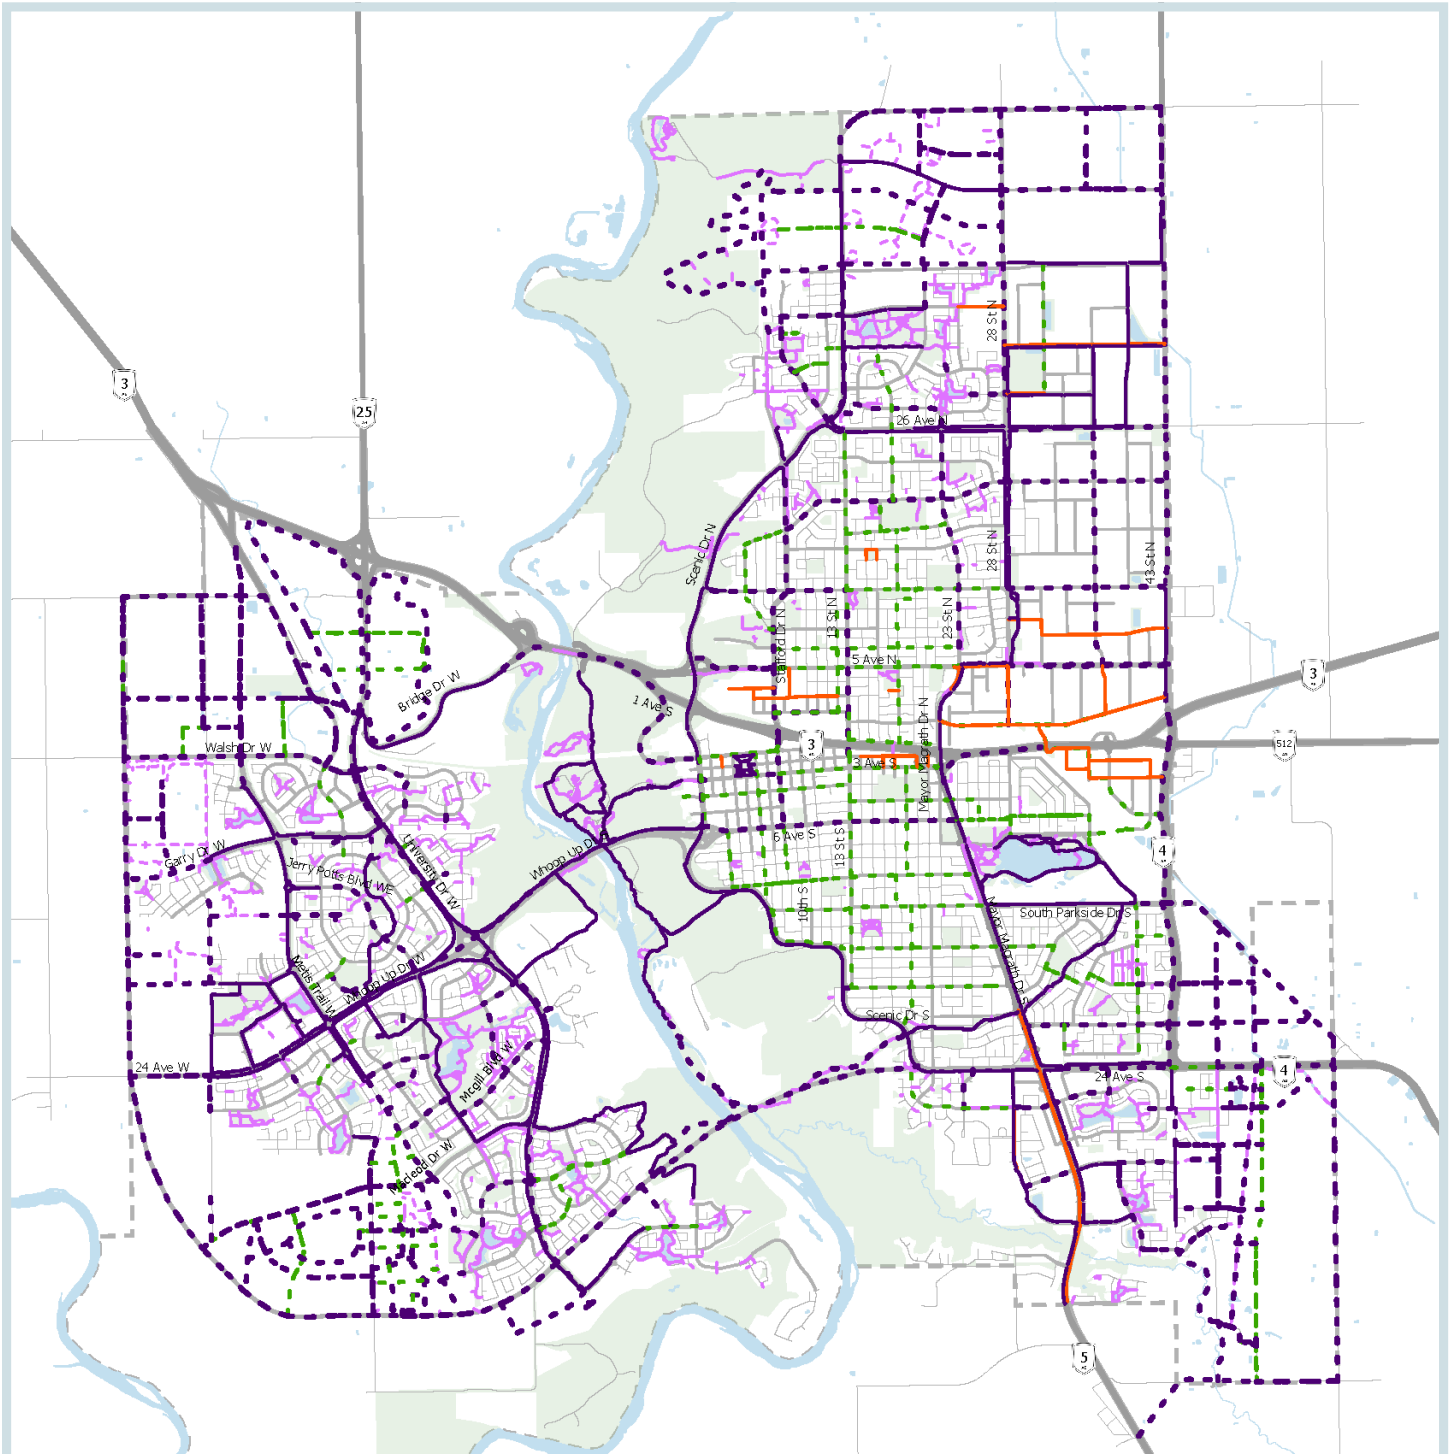 28 St N
3
25
26 Ave N
Scenic Dr N
28 St N
43 St N
Stafford Dr N
13 St N
23 St N
5 Ave N
3
Bridge Dr W
1 Ave S
Mayor Magrath Dr N
3
512
Walsh Dr W
3 Ave S
6 Ave S
13 St S
4
Garry Dr W
Jerry Potts Blvd W
University Dr W
Whoop Up Dr
10th S
Mayor Magrath Dr S
South Parkside Dr S
Metis Trail W
Whoop Up Dr W
Scenic Dr S
24 Ave W
Mcgill Blvd W
24 Ave S
4
Macleod Dr W
5